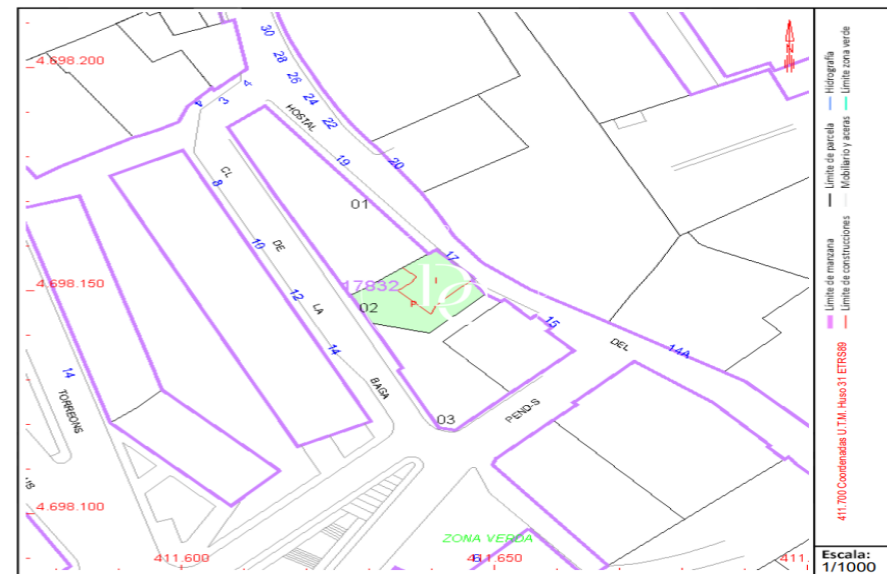 4.698.200
30
28
26
24
22
20
4
3
4
HOSTAL
19
01
CL
8
DE
10
LA
12
14
BAGA
17
4.698.150
17832
I
P
02
15
DEL
14A
14
TORREONS
03
PEND-S
4.698.100
ZONA VERDA
6
411.600
411.650
411.
Límite de manzana
Límite de parcela
Hidrografía
Límite de construcciones
Mobiliario y aceras
Límite zona verde
411.700 Coordenadas U.T.M. Huso 31 ETRS89
Escala:
1/1000